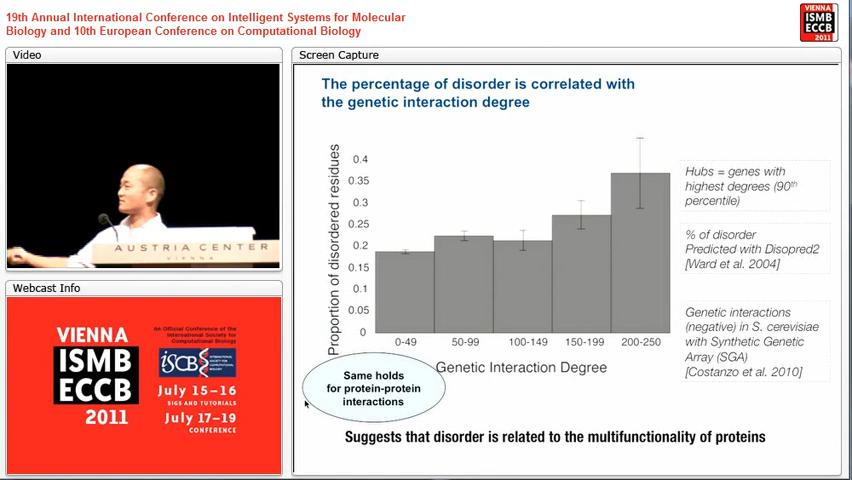 19th Annual International Conference on Intelligent Systems for Molecular
Biology and 10th European Conference on Computational Biology
VIENNA
ISMB
ECCB
2011
Video
AUSTRIA CENTER
VIENNA
Webcast Info
VIENNA
ISMB
ECCB
2011
An Official Conference of the
International Society for
Computational Biology
ISCB
INTERNATIONAL
SOCIETY FOR
COMPUTATIONAL
BIOLOGY
July 15–16
SIGS AND TUTORIALS
July 17–19
CONFERENCE
Screen Capture
The percentage of disorder is correlated with
the genetic interaction degree
Proportion of disordered residues
0.4
0.35
0.3
0.25
0.2
0.15
0.1
0.05
0
0-49
50-99
100-149
150-199
200-250
Genetic Interaction Degree
Hubs = genes with
highest degrees (90th
percentile)
% of disorder
Predicted with Disopred2
[Ward et al. 2004]
Genetic interactions
(negative) in S. cerevisiae
with Synthetic Genetic
Array (SGA)
[Costanzo et al. 2010]
Same holds
for protein-protein
interactions
Suggests that disorder is related to the multifunctionality of proteins